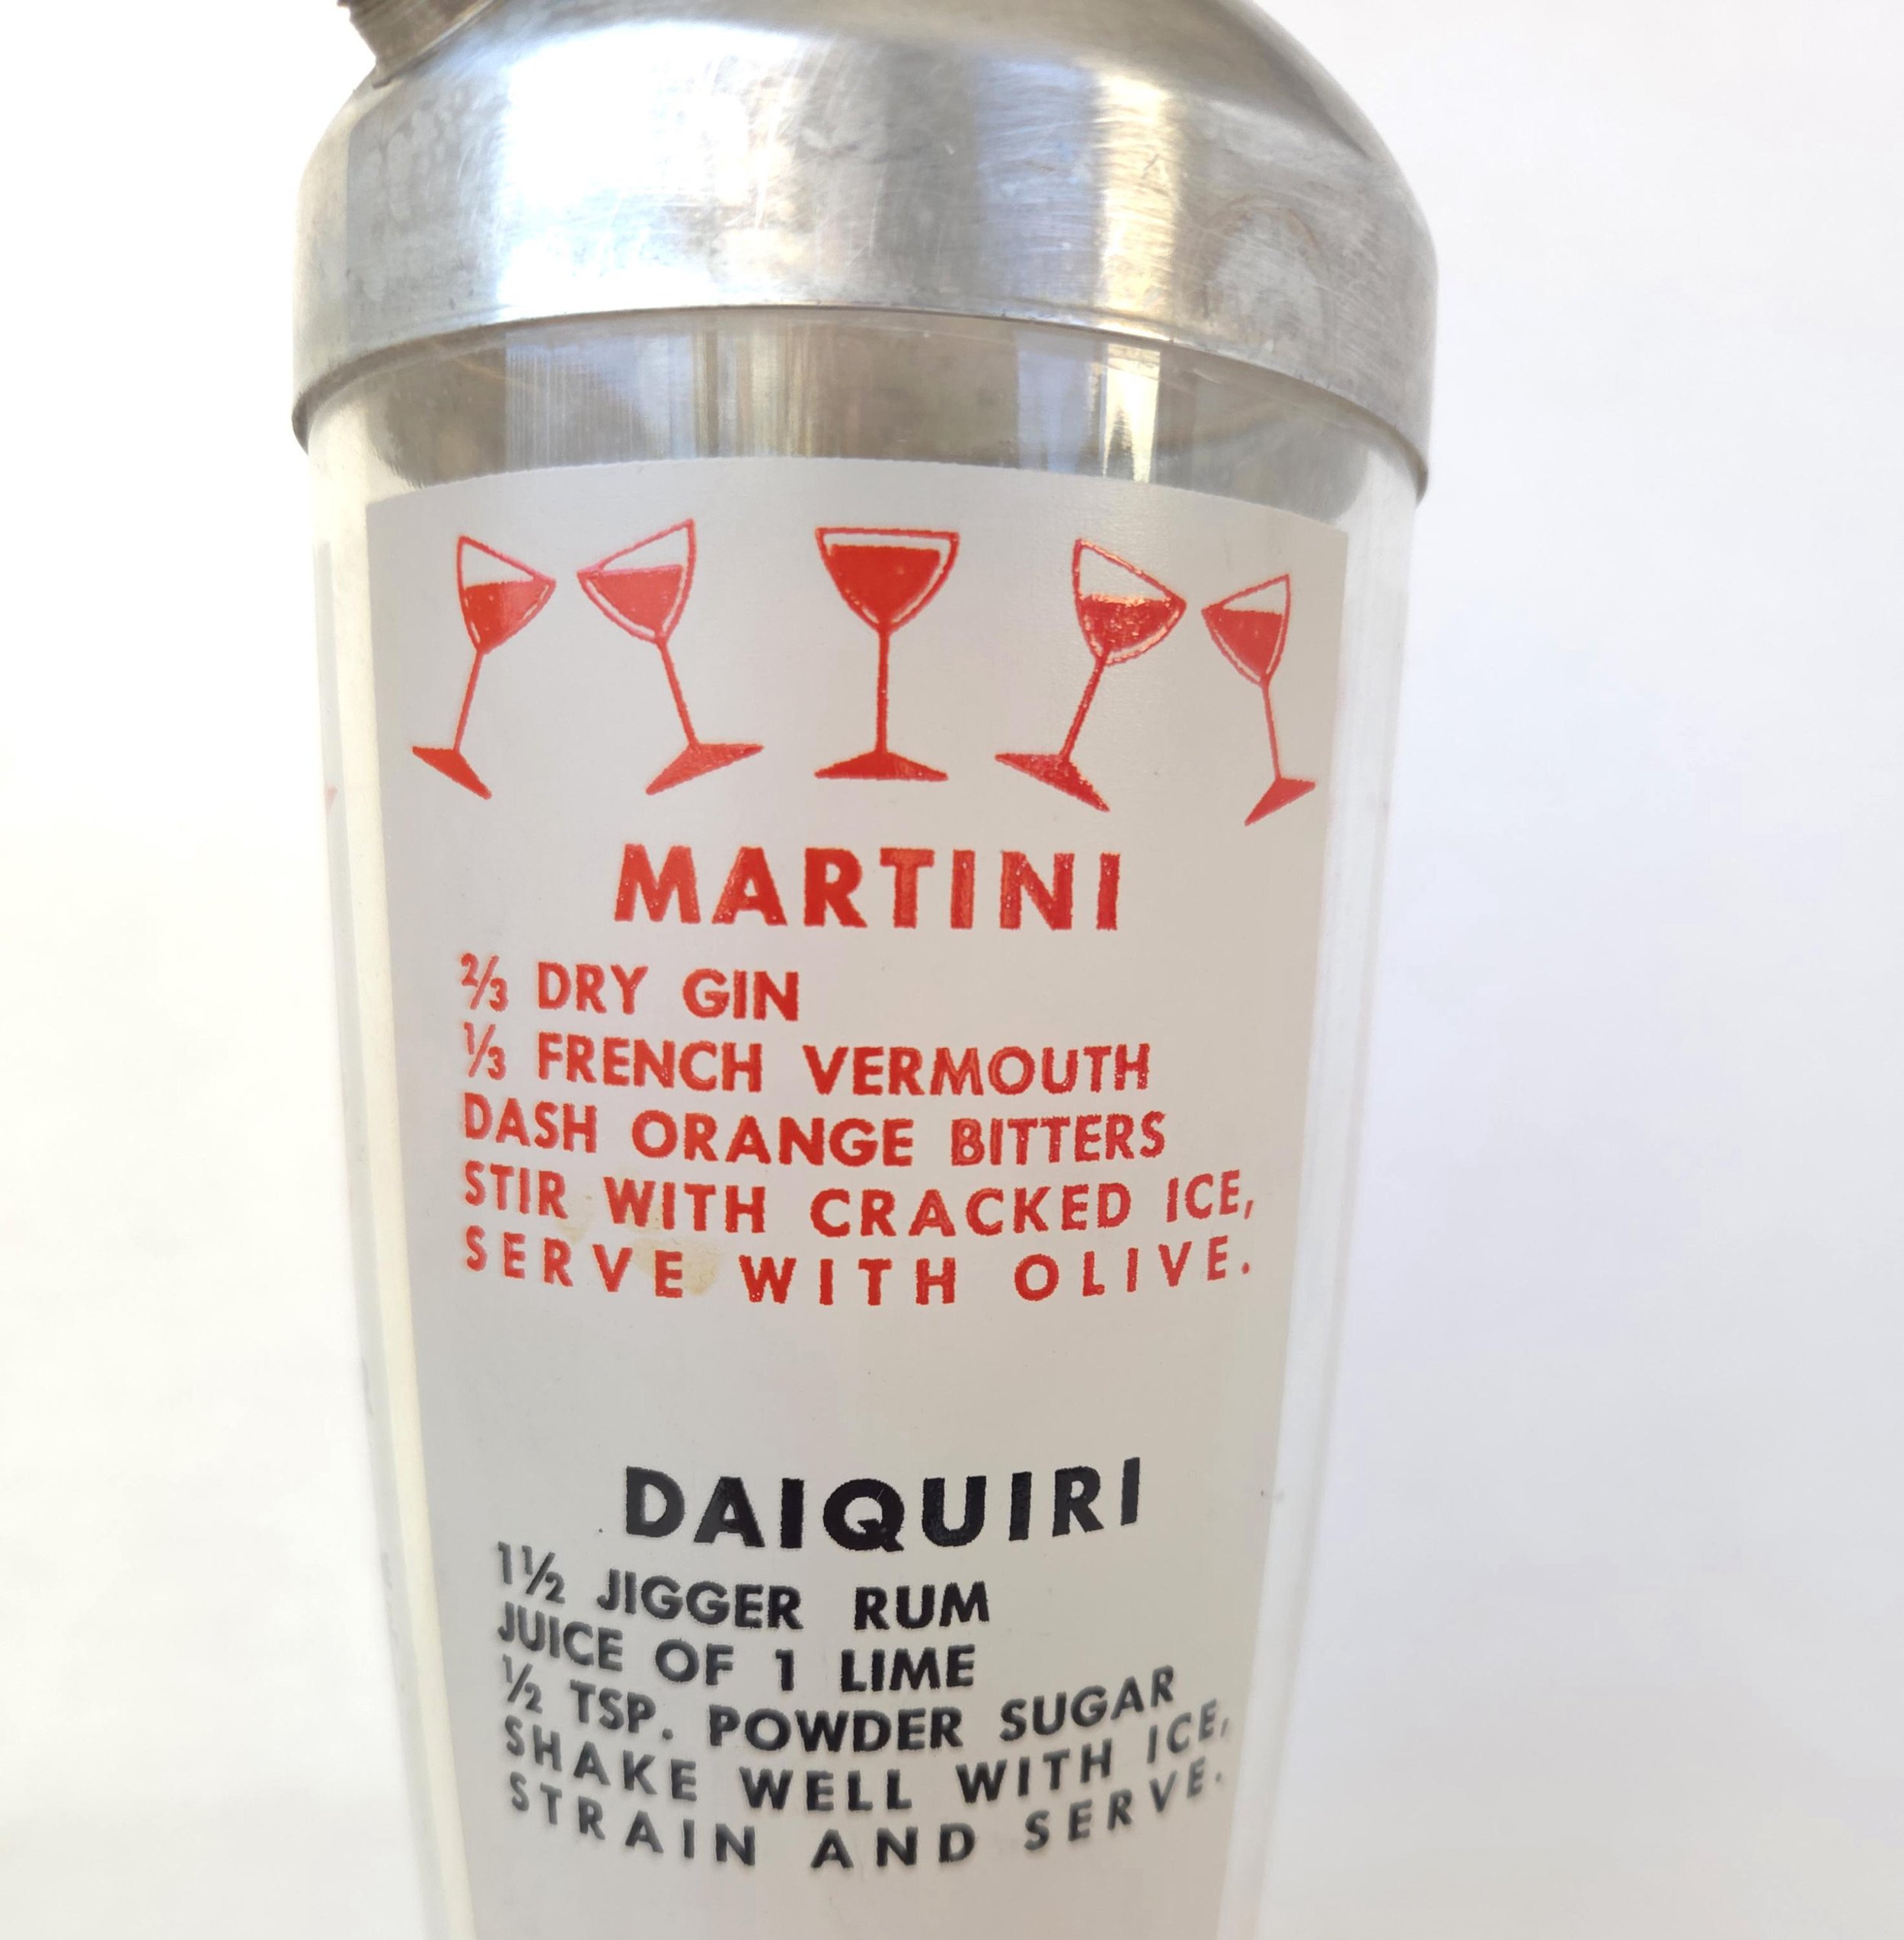 MARTINI
⅔ DRY GIN
⅓ FRENCH VERMOUTH
DASH ORANGE BITTERS
STIR WITH CRACKED ICE,
SERVE WITH OLIVE.
DAIQUIRI
1½ JIGGER RUM
JUICE OF 1 LIME
½ TSP. POWDER SUGAR
SHAKE WELL WITH ICE,
STRAIN AND SERVE.